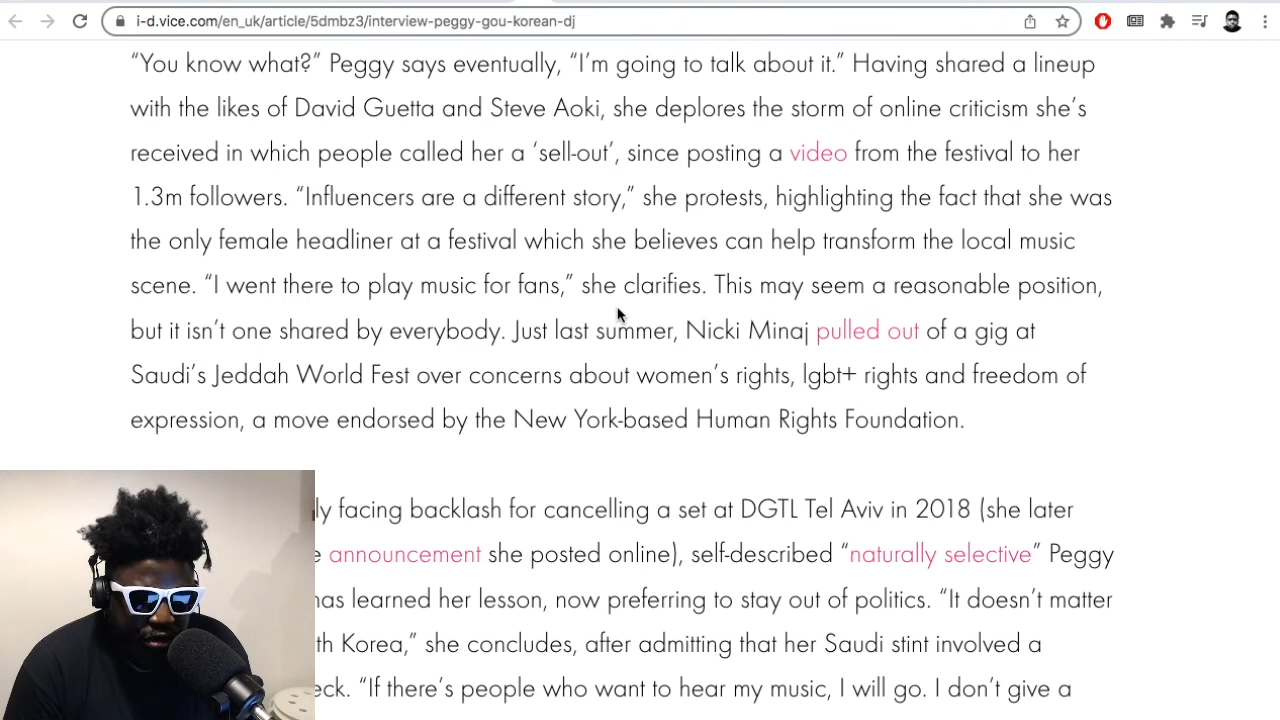 i-d.vice.com/en_uk/article/5dmbz3/interview-peggy-gou-korean-dj
“You know what?” Peggy says eventually, “I’m going to talk about it.” Having shared a lineup
with the likes of David Guetta and Steve Aoki, she deplores the storm of online criticism she’s
received in which people called her a ‘sell-out’, since posting a video from the festival to her
1.3m followers. “Influencers are a different story,” she protests, highlighting the fact that she was
the only female headliner at a festival which she believes can help transform the local music
scene. “I went there to play music for fans,” she clarifies. This may seem a reasonable position,
but it isn’t one shared by everybody. Just last summer, Nicki Minaj pulled out of a gig at
Saudi’s Jeddah World Fest over concerns about women’s rights, lgbt+ rights and freedom of
expression, a move endorsed by the New York-based Human Rights Foundation.
ly facing backlash for cancelling a set at DGTL Tel Aviv in 2018 (she later
announcement she posted online), self-described “naturally selective” Peggy
has learned her lesson, now preferring to stay out of politics. “It doesn’t matter
th Korea,” she concludes, after admitting that her Saudi stint involved a
eck. “If there’s people who want to hear my music, I will go. I don’t give a